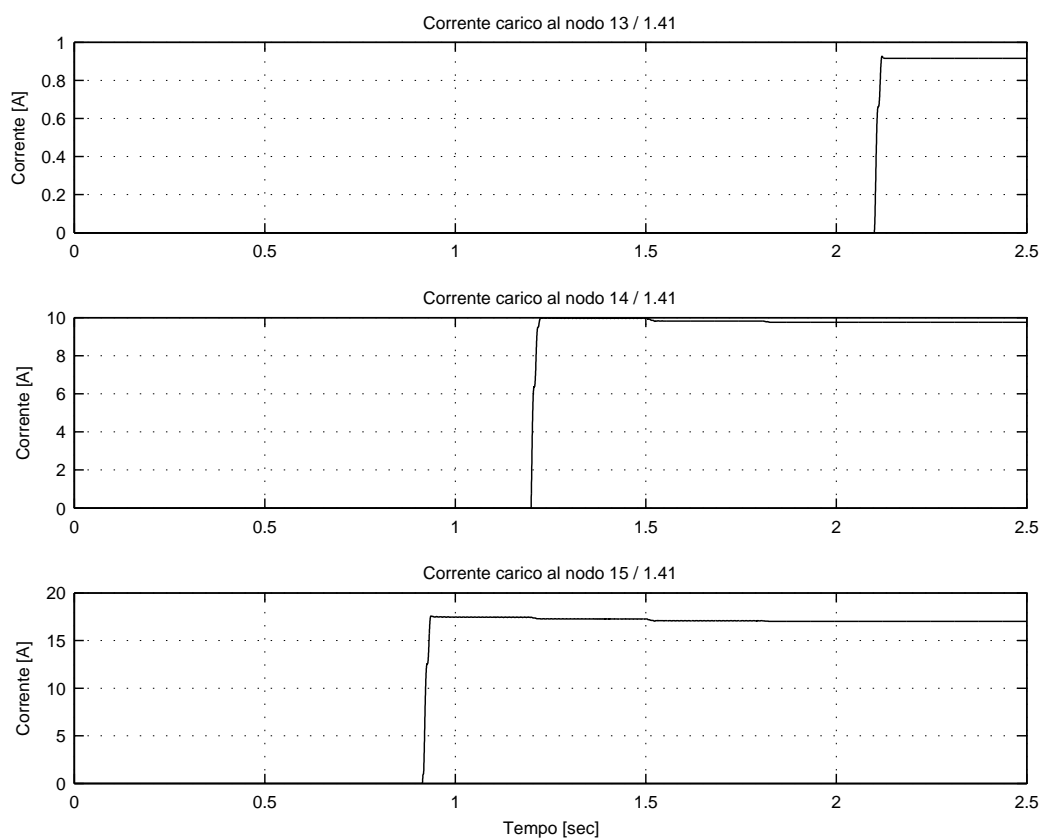 Corrente carico al nodo 13 / 1.41
1
0.8
0.6
0.4
0.2
0
Corrente [A]
0 0.5 1 1.5 2 2.5
Corrente carico al nodo 14 / 1.41
10
8
6
4
2
0
Corrente [A]
0 0.5 1 1.5 2 2.5
Corrente carico al nodo 15 / 1.41
20
15
10
5
0
Corrente [A]
0 0.5 1 1.5 2 2.5
Tempo [sec]